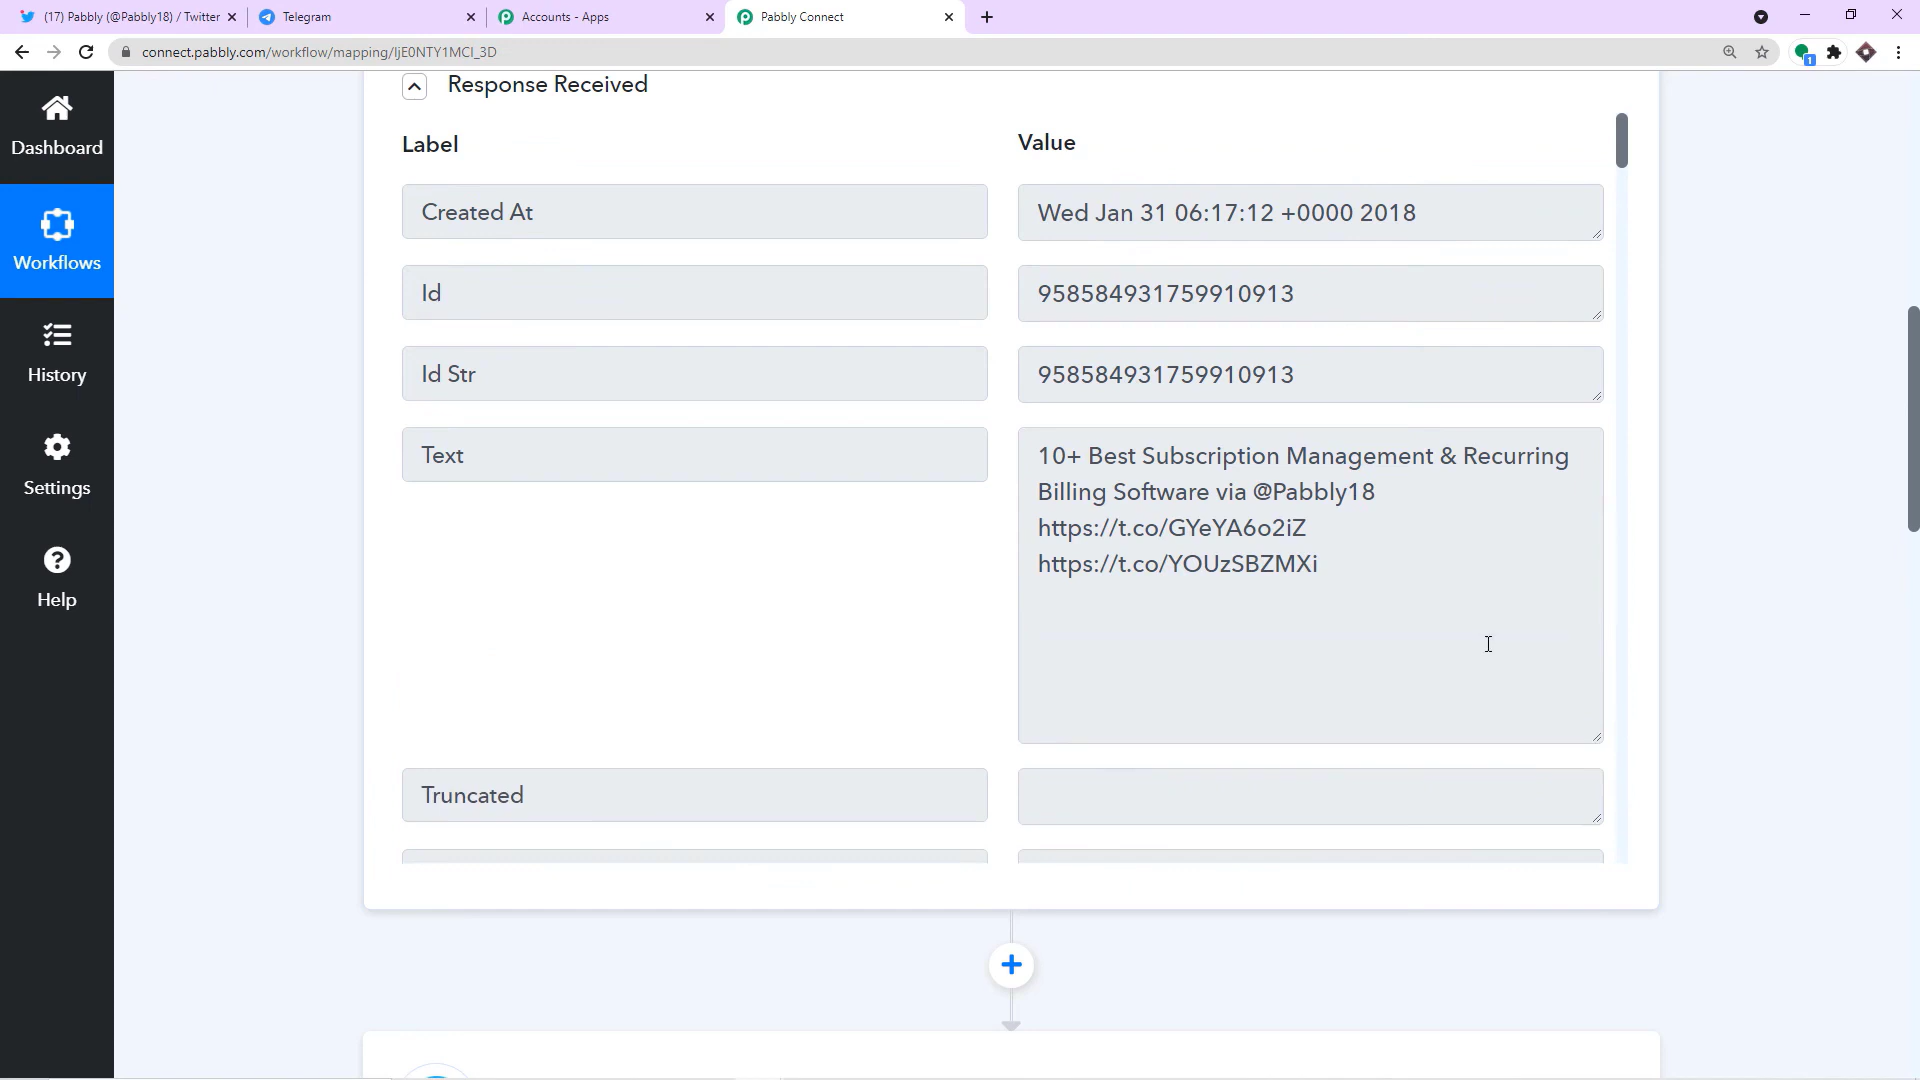 (17) Pabbly (@Pabbly18) / Twitter
Telegram
Accounts - Apps
Pabbly Connect
connect.pabbly.com/workflow/mapping/IjE0NTY1MCI_3D
1
Dashboard
Workflows
History
Settings
Help
Response Received
Label
Value
Created At
Wed Jan 31 06:17:12 +0000 2018
Id
958584931759910913
Id Str
958584931759910913
Text
10+ Best Subscription Management & Recurring
Billing Software via @Pabbly18
https://t.co/GYeYA6o2iZ
https://t.co/YOUzSBZMXi
Truncated